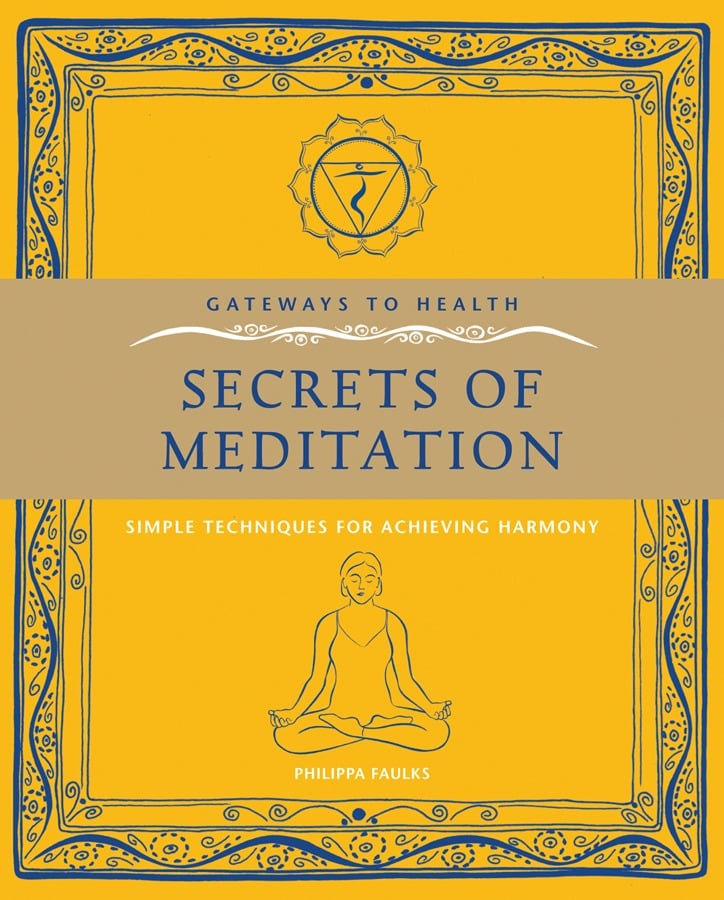 GATEWAYS TO HEALTH
SECRETS OF
MEDITATION
SIMPLE TECHNIQUES FOR ACHIEVING HARMONY
PHILIPPA FAULKS